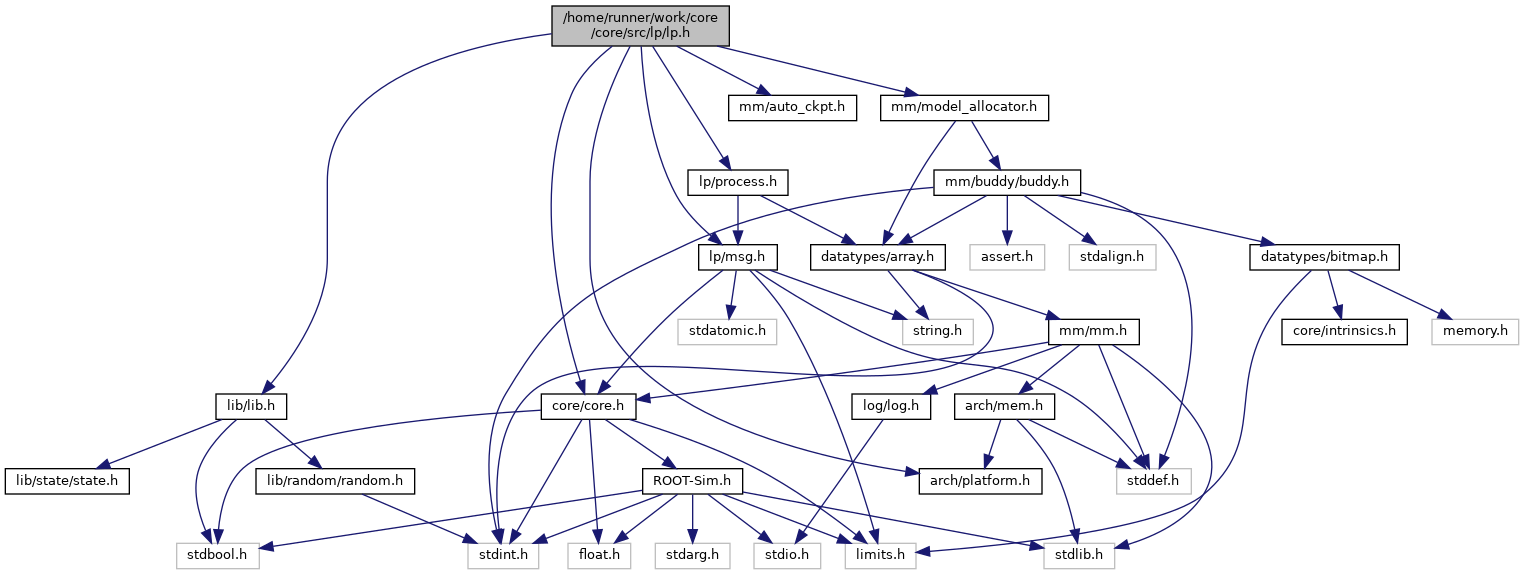 /home/runner/work/core
/core/src/lp/lp.h
mm/auto_ckpt.h
mm/model_allocator.h
lp/process.h
mm/buddy/buddy.h
lp/msg.h
datatypes/array.h
assert.h
stdalign.h
datatypes/bitmap.h
stdatomic.h
string.h
mm/mm.h
core/intrinsics.h
memory.h
lib/lib.h
core/core.h
log/log.h
arch/mem.h
lib/state/state.h
lib/random/random.h
ROOT-Sim.h
arch/platform.h
stddef.h
stdbool.h
stdint.h
float.h
stdarg.h
stdio.h
limits.h
stdlib.h